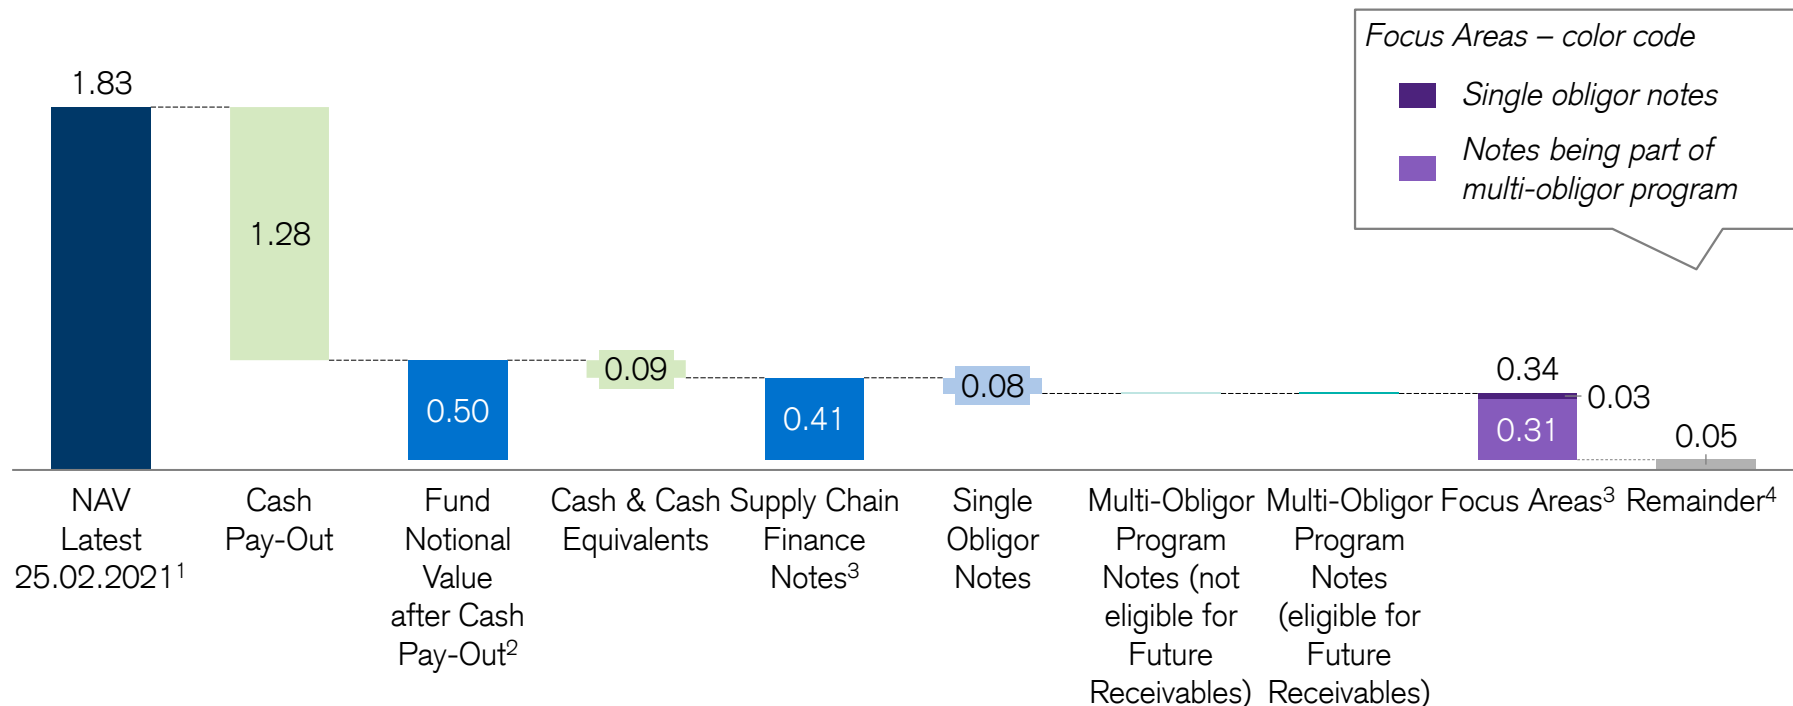 Focus Areas – color code
Single obligor notes
Notes being part of
multi-obligor program
1.83
1.28
0.50
0.09
0.41
0.08
0.34
0.03
0.31
0.05
NAV
Latest
25.02.2021¹
Cash
Pay-Out
Fund
Notional
Value
after Cash
Pay-Out²
Cash & Cash
Equivalents
Supply Chain
Finance
Notes³
Single
Obligor
Notes
Multi-Obligor
Program
Notes (not
eligible for
Future
Receivables)
Multi-Obligor
Program
Notes
(eligible for
Future
Receivables)
Focus Areas³
Remainder⁴